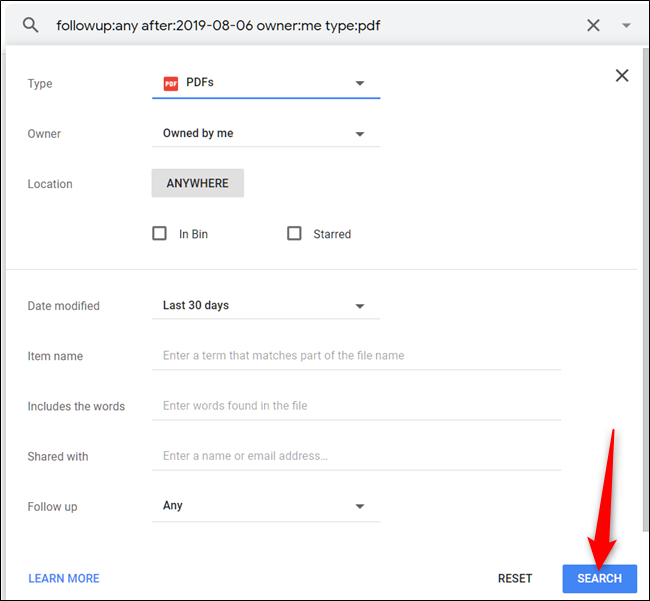 followup:any after:2019-08-06 owner:me type:pdf
Type
PDF PDFs
Owner
Owned by me
Location
ANYWHERE
In Bin
Starred
Date modified
Last 30 days
Item name
Enter a term that matches part of the file name
Includes the words
Enter words found in the file
Shared with
Enter a name or email address...
Follow up
Any
LEARN MORE
RESET
SEARCH